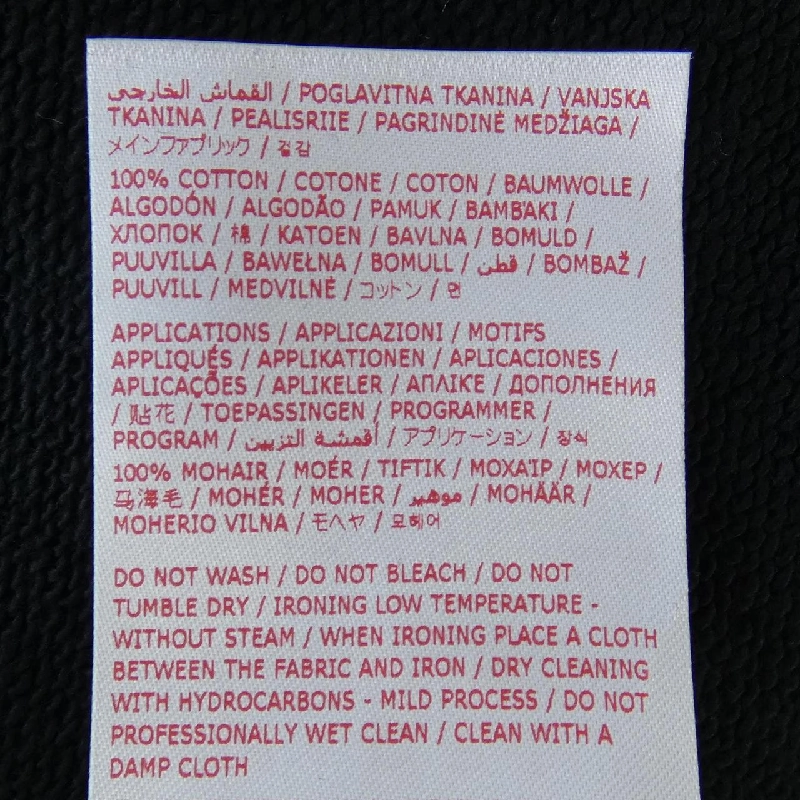 القماش الخارجي / POGLAVITNA TKANINA / VANJSKA
TKANINA / PEALISRIIE / PAGRINDINĖ MEDŽIAGA /
メインファブリック / 겉감
100% COTTON / COTONE / COTON / BAUMWOLLE /
ALGODÓN / ALGODÃO / PAMUK / BAMBAKI /
ХЛОПОК / 棉 / KATOEN / BAVLNA / BOMULD /
PUUVILLA / BAWEŁNA / BOMULL / قطن / BOMBAŽ /
PUUVILL / MEDVILNĖ / コットン / 면
APPLICATIONS / APPLICAZIONI / MOTIFS
APPLIQUÉS / APPLIKATIONEN / APLICACIONES /
APLICAÇÕES / APLIKELER / ΑΠΛΙΚΕ / ДОПОЛНЕНИЯ
/ 贴花 / TOEPASSINGEN / PROGRAMMER /
PROGRAM / أقمشة التزيين / アプリケーション / 장식
100% MOHAIR / MOÉR / TIFTIK / ΜΟΧΑΪΡ / МОХЕР /
马海毛 / MOHÉR / MOHER / موهير / MOHÄÄR /
MOHERIO VILNA / モヘヤ / 모헤어
DO NOT WASH / DO NOT BLEACH / DO NOT
TUMBLE DRY / IRONING LOW TEMPERATURE -
WITHOUT STEAM / WHEN IRONING PLACE A CLOTH
BETWEEN THE FABRIC AND IRON / DRY CLEANING
WITH HYDROCARBONS - MILD PROCESS / DO NOT
PROFESSIONALLY WET CLEAN / CLEAN WITH A
DAMP CLOTH